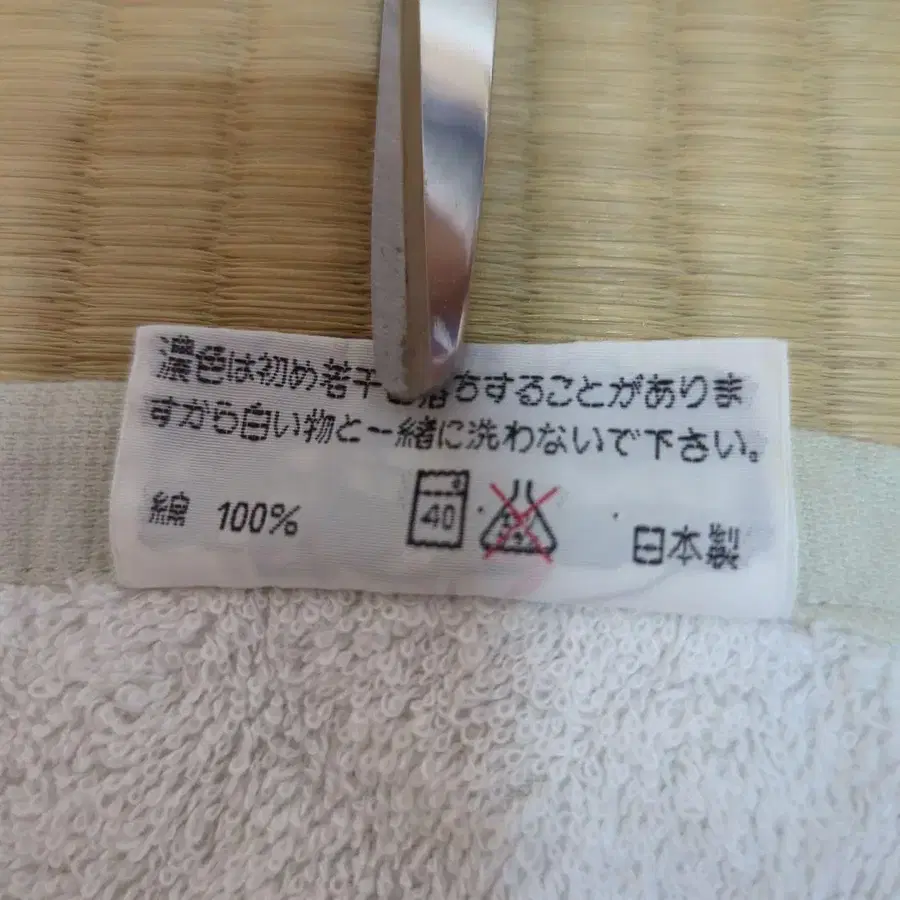 濃色は初め若干色落ちすることがありま
すから白い物と一緒に洗わないで下さい。
綿 100% 40 日本製